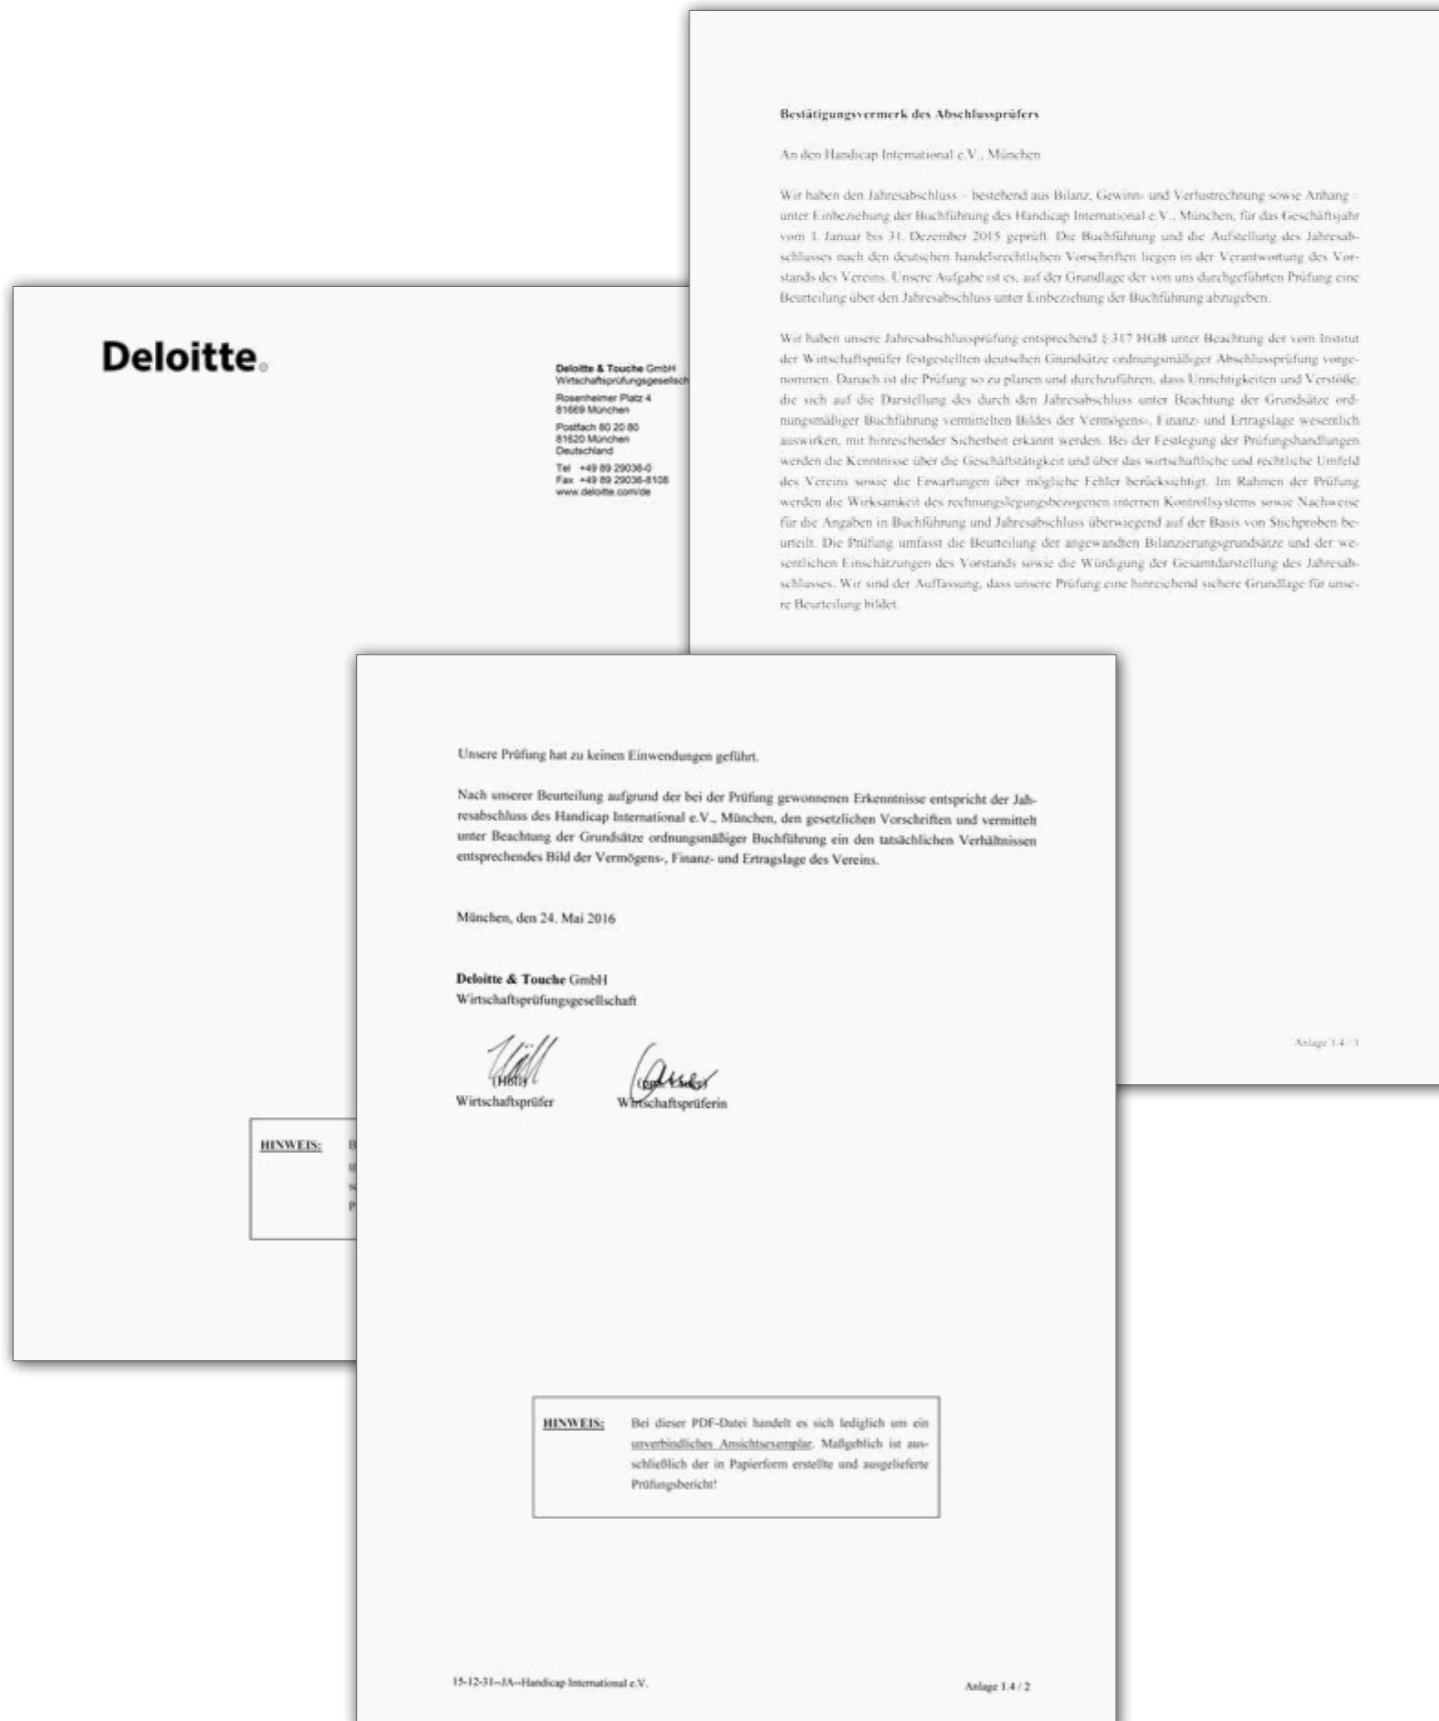 Deloitte.
Deloitte & Touche GmbH
Wirtschaftsprüfungsgesellsch
Rosenheimer Platz 4
81669 München
Postfach 80 20 80
81620 München
Deutschland
Tel +49 89 29036-0
Fax +49 89 29036-8108
www.deloitte.com/de
HINWEIS:
Bestätigungsvermerk des Abschlussprüfers
An den Handicap International e.V., München
Wir haben den Jahresabschluss – bestehend aus Bilanz, Gewinn- und Verlustrechnung sowie Anhang –
unter Einbeziehung der Buchführung des Handicap International e.V., München, für das Geschäftsjahr
vom 1. Januar bis 31. Dezember 2015 geprüft. Die Buchführung und die Aufstellung des Jahresab-
schlusses nach den deutschen handelsrechtlichen Vorschriften liegen in der Verantwortung des Vor-
stands des Vereins. Unsere Aufgabe ist es, auf der Grundlage der von uns durchgeführten Prüfung eine
Beurteilung über den Jahresabschluss unter Einbeziehung der Buchführung abzugeben.
Wir haben unsere Jahresabschlussprüfung entsprechend § 317 HGB unter Beachtung der vom Institut
der Wirtschaftsprüfer festgestellten deutschen Grundsätze ordnungsmäßiger Abschlussprüfung vorge-
nommen. Danach ist die Prüfung so zu planen und durchzuführen, dass Unrichtigkeiten und Verstöße,
die sich auf die Darstellung des durch den Jahresabschluss unter Beachtung der Grundsätze ord-
nungsmäßiger Buchführung vermittelten Bildes der Vermögens-, Finanz- und Ertragslage wesentlich
auswirken, mit hinreichender Sicherheit erkannt werden. Bei der Festlegung der Prüfungshandlungen
werden die Kenntnisse über die Geschäftstätigkeit und über das wirtschaftliche und rechtliche Umfeld
des Vereins sowie die Erwartungen über mögliche Fehler berücksichtigt. Im Rahmen der Prüfung
werden die Wirksamkeit des rechnungslegungsbezogenen internen Kontrollsystems sowie Nachweise
für die Angaben in Buchführung und Jahresabschluss überwiegend auf der Basis von Stichproben be-
urteilt. Die Prüfung umfasst die Beurteilung der angewandten Bilanzierungsgrundsätze und der we-
sentlichen Einschätzungen des Vorstands sowie die Würdigung der Gesamtdarstellung des Jahresab-
schlusses. Wir sind der Auffassung, dass unsere Prüfung eine hinreichend sichere Grundlage für unse-
re Beurteilung bildet.
Anlage 1.4 /
Unsere Prüfung hat zu keinen Einwendungen geführt.
Nach unserer Beurteilung aufgrund der bei der Prüfung gewonnenen Erkenntnisse entspricht der Jah-
resabschluss des Handicap International e.V., München, den gesetzlichen Vorschriften und vermittelt
unter Beachtung der Grundsätze ordnungsmäßiger Buchführung ein den tatsächlichen Verhältnissen
entsprechendes Bild der Vermögens-, Finanz- und Ertragslage des Vereins.
München, den 24. Mai 2016
Deloitte & Touche GmbH
Wirtschaftsprüfungsgesellschaft
Wirtschaftsprüfer Wirtschaftsprüferin
HINWEIS: Bei dieser PDF-Datei handelt es sich lediglich um ein
unverbindliches Ansichtsexemplar. Maßgeblich ist aus-
schließlich der in Papierform erstellte und ausgelieferte
Prüfungsbericht!
15-12-31--JA--Handicap International e.V. Anlage 1.4 / 2